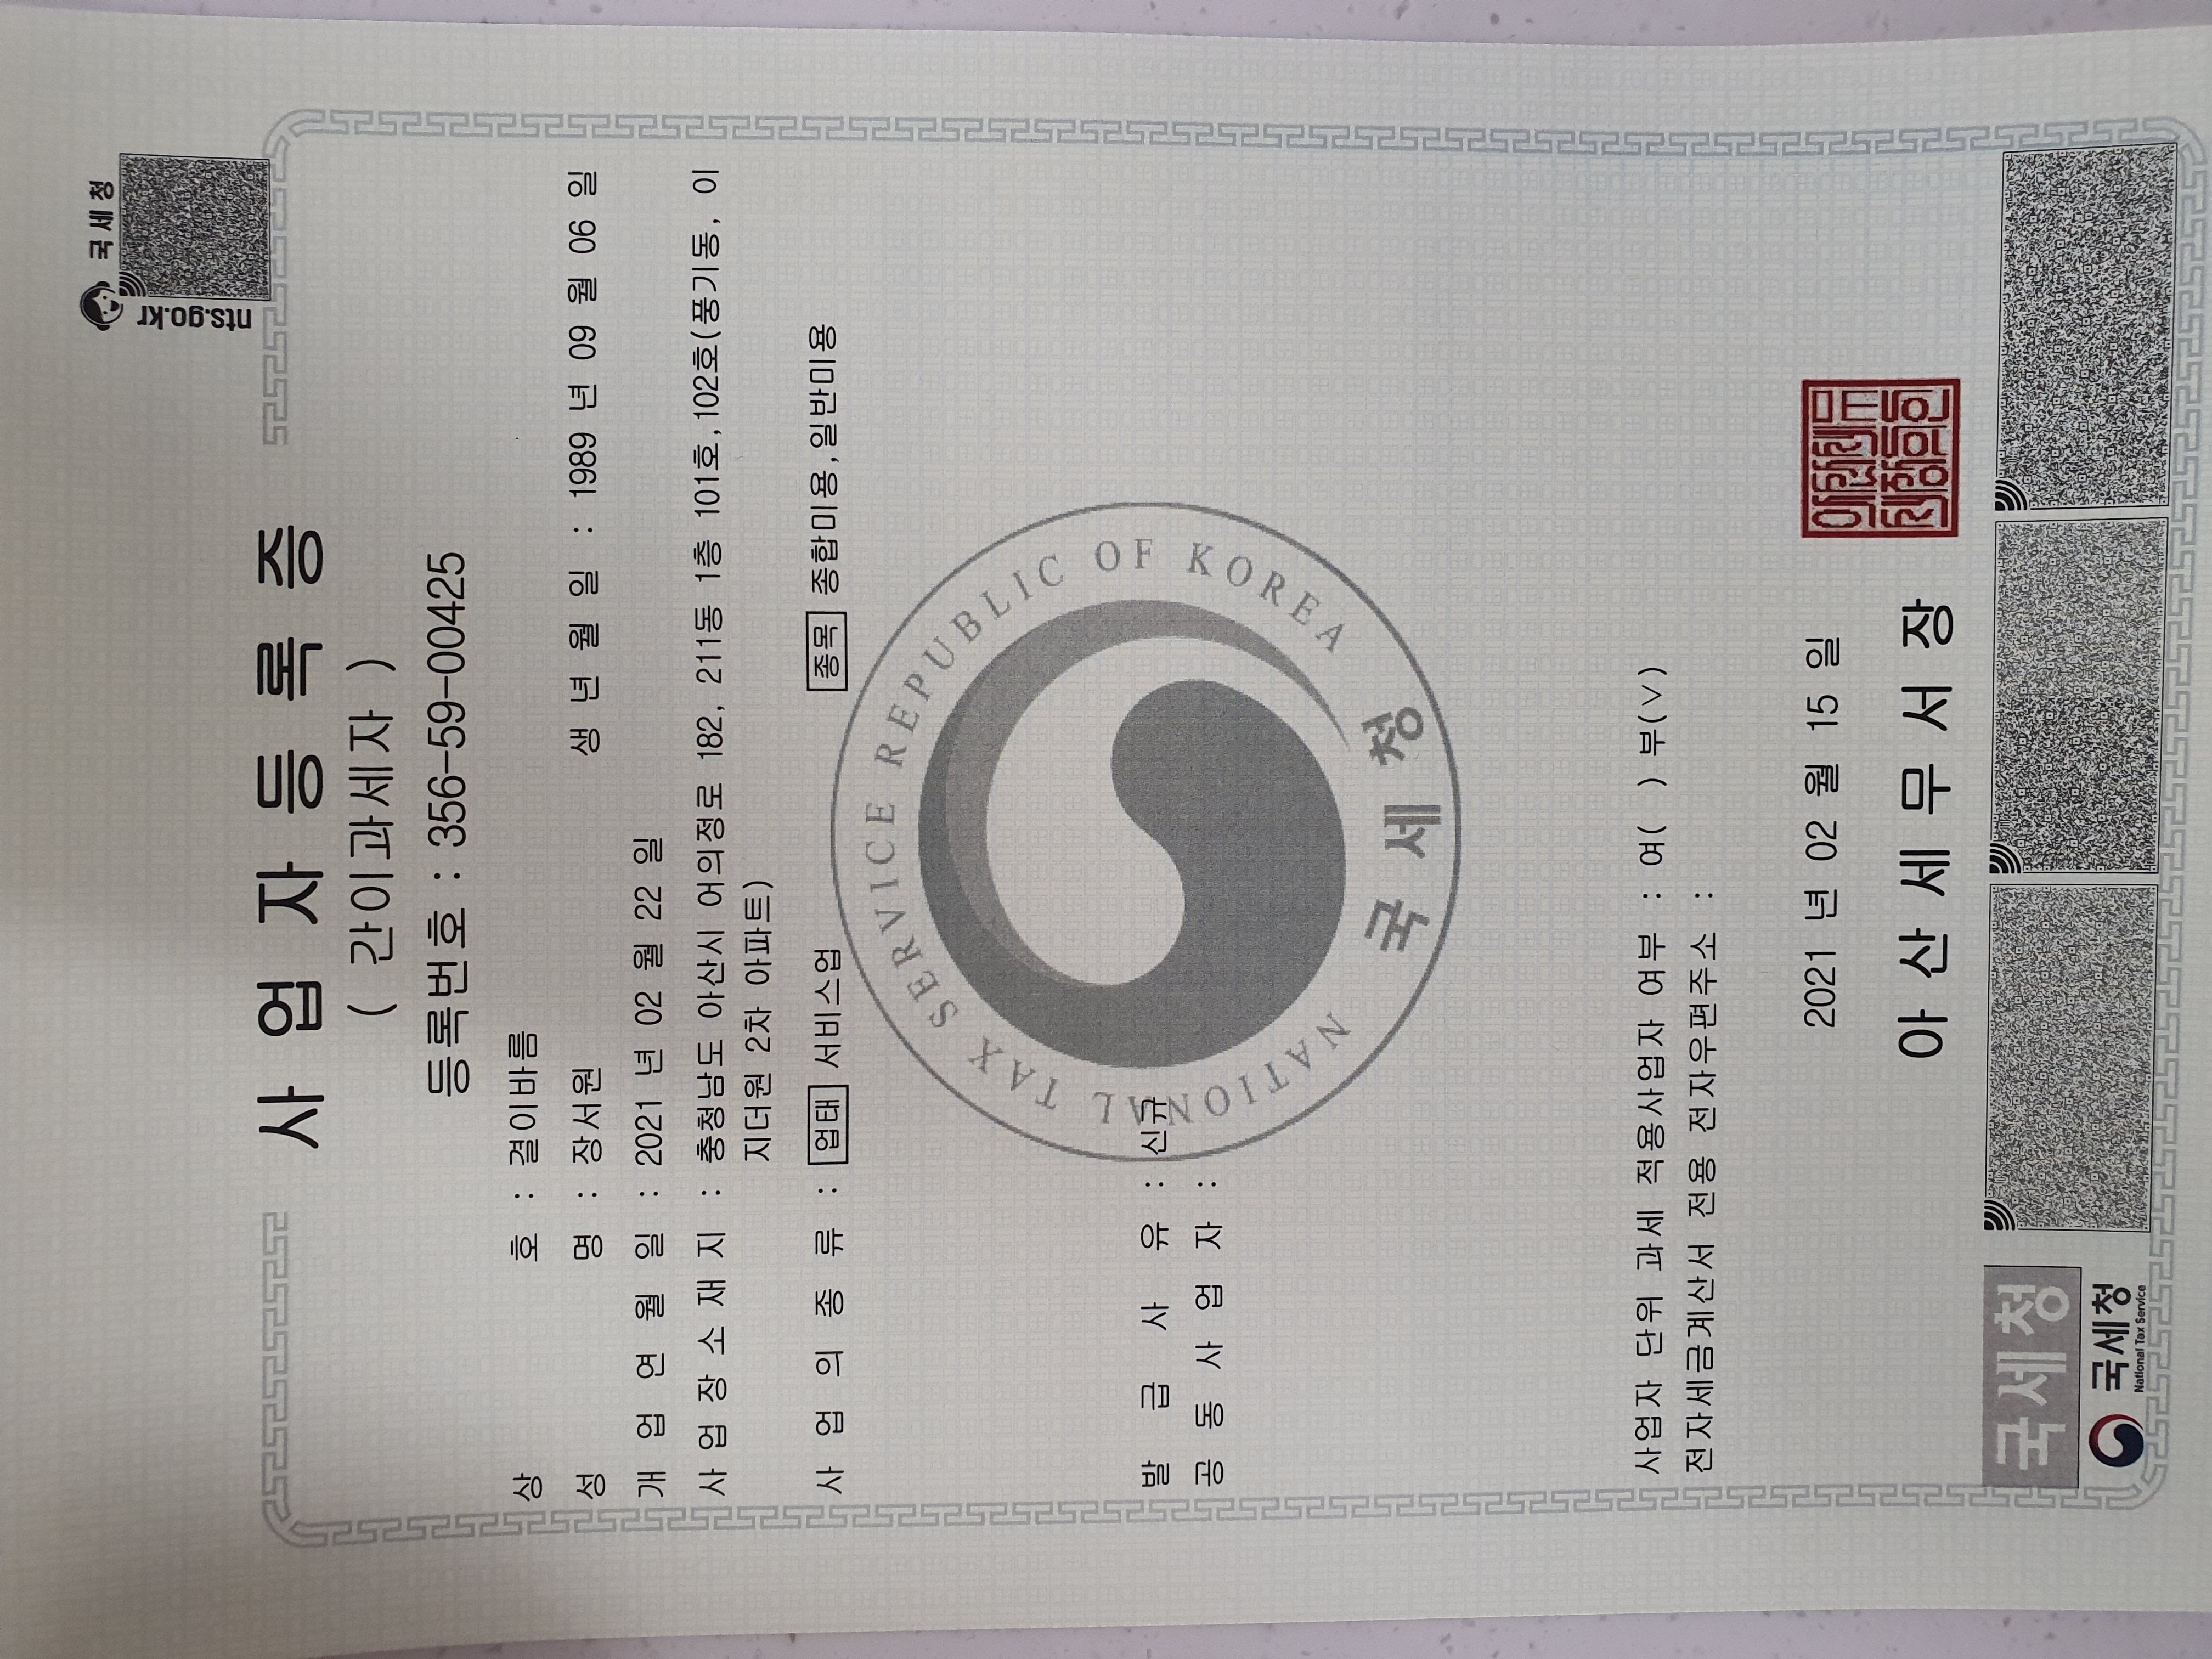 국세청
nts.go.kr
사업자등록증
( 간이과세자 )
등록번호 : 356-59-00425
상 호 : 결이바름
성 명 : 장서원 생 년 월 일 : 1989 년 09 월 06 일
개 업 연 월 일 : 2021 년 02 월 22 일
사 업 장 소 재 지 : 충청남도 아산시 어의정로 182, 211동 1층 101호,102호(풍기동, 이
지더원 2차 아파트)
사 업 의 종 류 : 업태 서비스업 종목 종합미용,일반미용
NATIONAL TAX SERVICE REPUBLIC OF KOREA
국세청
발 급 사 유 : 신규
공 동 사 업 자 :
사업자 단위 과세 적용사업자 여부 : 여( ) 부(∨)
전자세금계산서 전용 전자우편주소 :
2021 년 02 월 15 일
아 산 세 무 서 장
국세청
국세청
National Tax Service